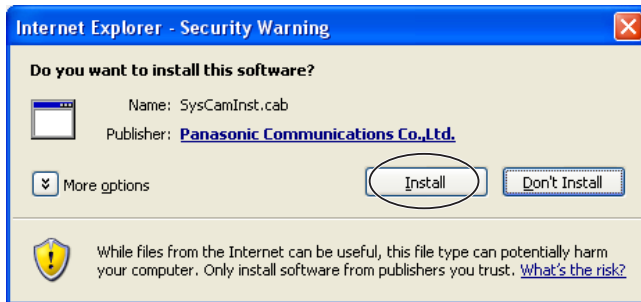 Internet Explorer - Security Warning
Do you want to install this software?
Name: SysCamInst.cab
Publisher: Panasonic Communications Co.,Ltd.
More options
Install
Don't Install
While files from the Internet can be useful, this file type can potentially harm
your computer. Only install software from publishers you trust. What's the risk?